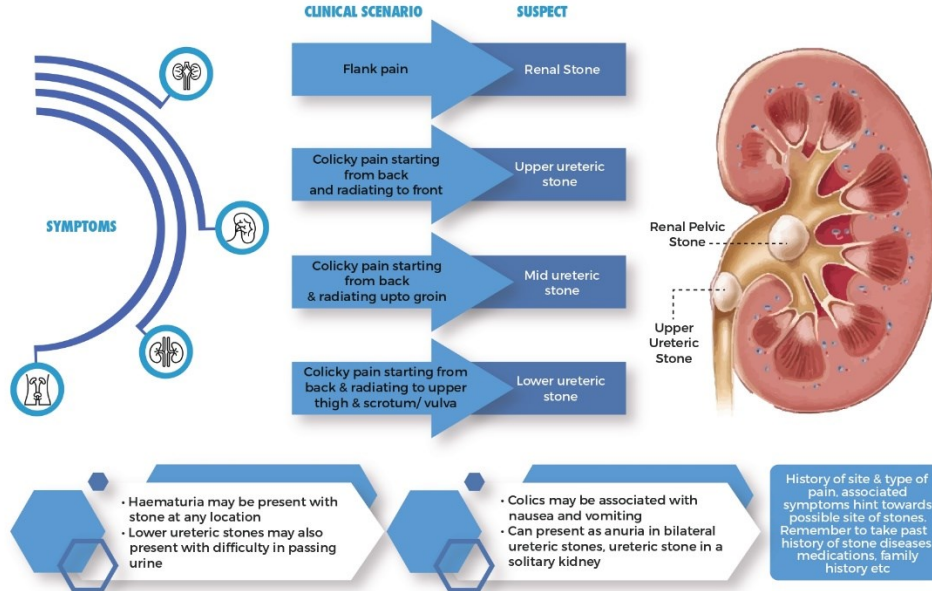 CLINICAL SCENARIO
SUSPECT
SYMPTOMS
Flank pain
Renal Stone
Colicky pain starting
from back
and radiating to front
Upper ureteric
stone
Colicky pain starting
from back
& radiating upto groin
Mid ureteric
stone
Colicky pain starting from
back & radiating to upper
thigh & scrotum/ vulva
Lower ureteric
stone
Renal Pelvic
Stone
Upper
Ureteric
Stone
• Haematuria may be present with
stone at any location
• Lower ureteric stones may also
present with difficulty in passing
urine
• Colics may be associated with
nausea and vomiting
• Can present as anuria in bilateral
ureteric stones, ureteric stone in a
solitary kidney
History of site & type of
pain, associated
symptoms hint towards
possible site of stones.
Remember to take past
history of stone diseases,
medications, family
history etc